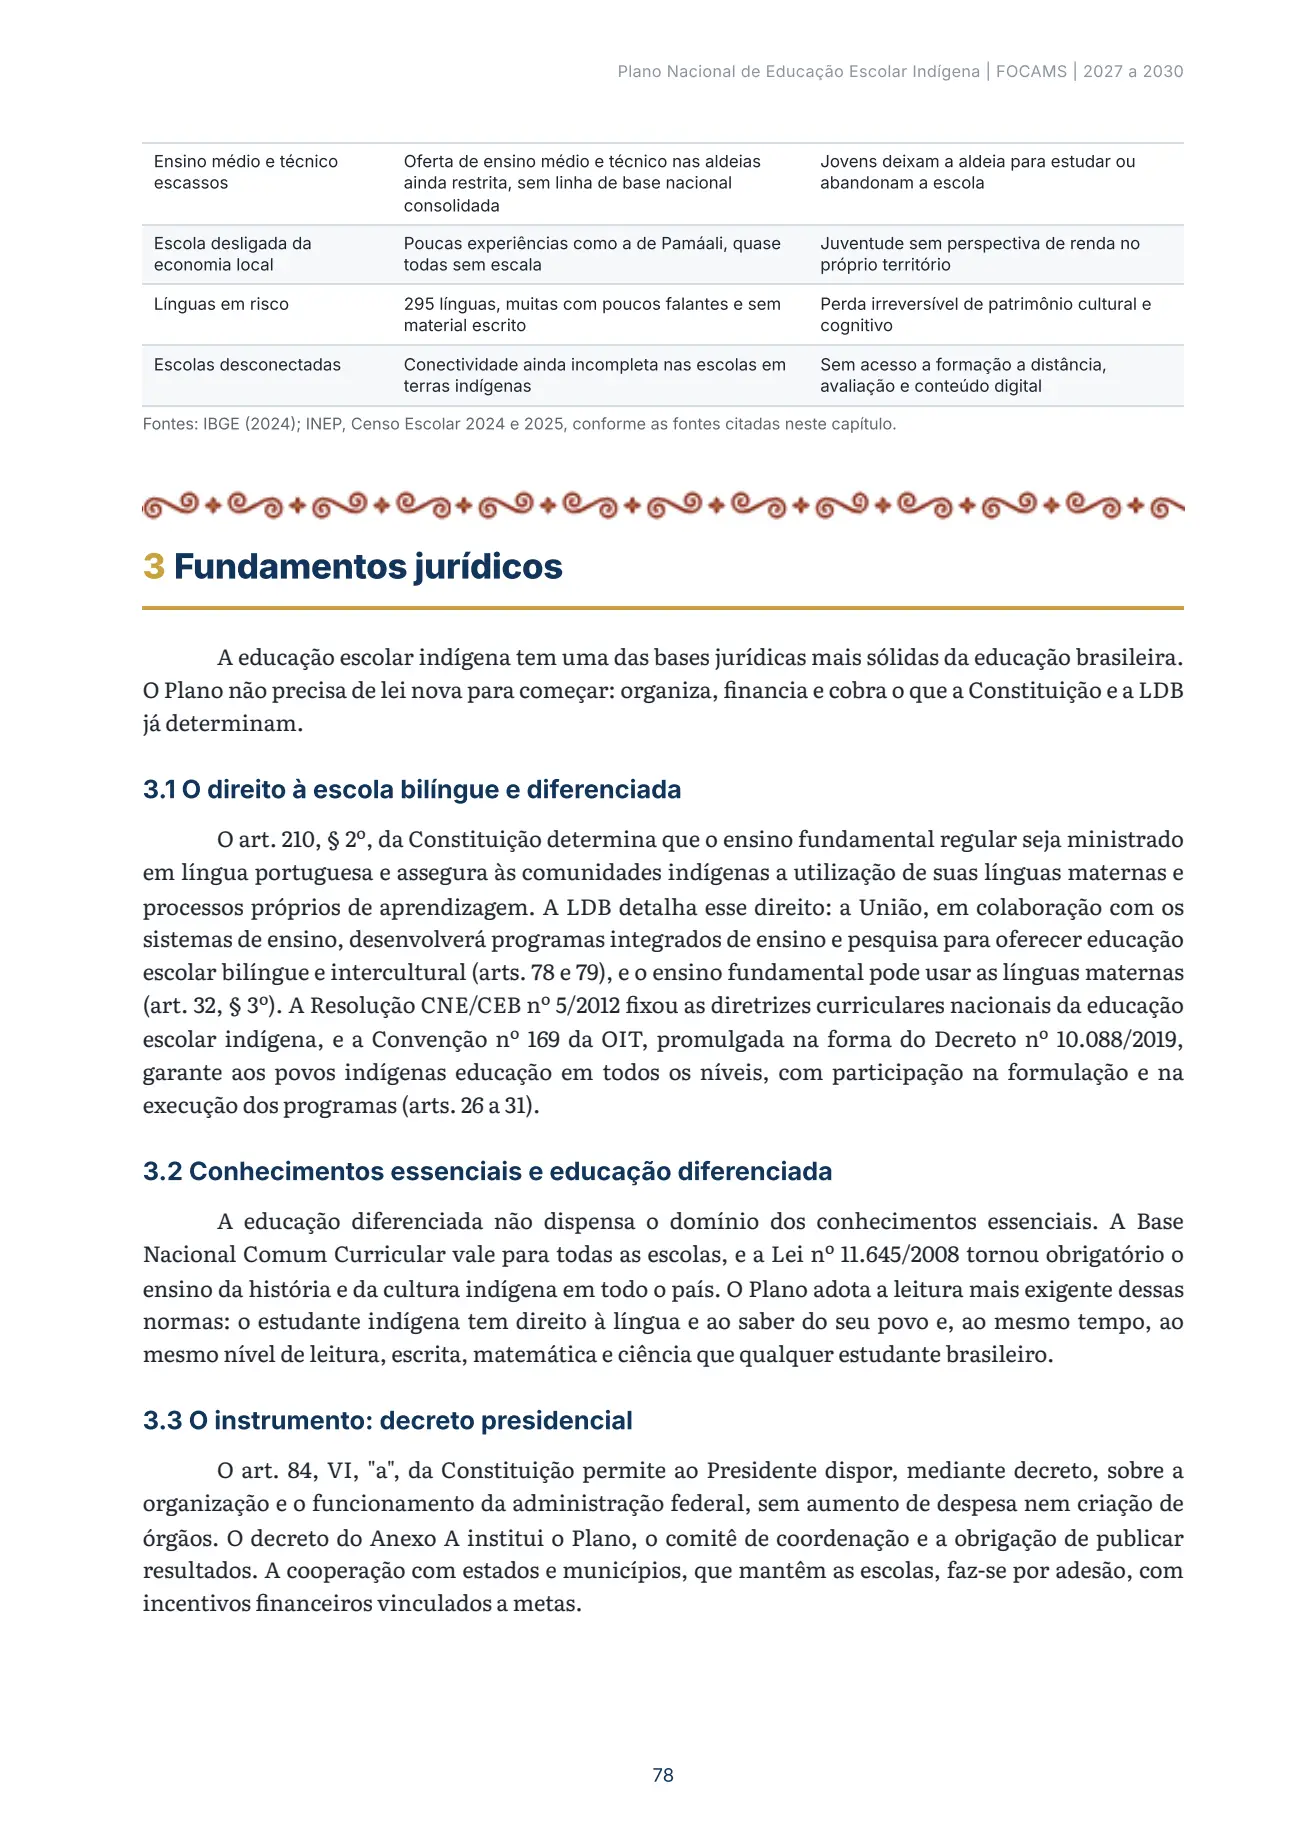 Plano Nacional de Educação Escolar Indígena | FOCAMS | 2027 a 2030
Ensino médio e técnico
escassos
Oferta de ensino médio e técnico nas aldeias
ainda restrita, sem linha de base nacional
consolidada
Jovens deixam a aldeia para estudar ou
abandonam a escola
Escola desligada da
economia local
Poucas experiências como a de Pamáali, quase
todas sem escala
Juventude sem perspectiva de renda no
próprio território
Línguas em risco
295 línguas, muitas com poucos falantes e sem
material escrito
Perda irreversível de patrimônio cultural e
cognitivo
Escolas desconectadas
Conectividade ainda incompleta nas escolas em
terras indígenas
Sem acesso a formação a distância,
avaliação e conteúdo digital
Fontes: IBGE (2024); INEP, Censo Escolar 2024 e 2025, conforme as fontes citadas neste capítulo.
3 Fundamentos jurídicos
A educação escolar indígena tem uma das bases jurídicas mais sólidas da educação brasileira.
O Plano não precisa de lei nova para começar: organiza, financia e cobra o que a Constituição e a LDB
já determinam.
3.1 O direito à escola bilíngue e diferenciada
O art. 210, § 2º, da Constituição determina que o ensino fundamental regular seja ministrado
em língua portuguesa e assegura às comunidades indígenas a utilização de suas línguas maternas e
processos próprios de aprendizagem. A LDB detalha esse direito: a União, em colaboração com os
sistemas de ensino, desenvolverá programas integrados de ensino e pesquisa para oferecer educação
escolar bilíngue e intercultural (arts. 78 e 79), e o ensino fundamental pode usar as línguas maternas
(art. 32, § 3º). A Resolução CNE/CEB nº 5/2012 fixou as diretrizes curriculares nacionais da educação
escolar indígena, e a Convenção nº 169 da OIT, promulgada na forma do Decreto nº 10.088/2019,
garante aos povos indígenas educação em todos os níveis, com participação na formulação e na
execução dos programas (arts. 26 a 31).
3.2 Conhecimentos essenciais e educação diferenciada
A educação diferenciada não dispensa o domínio dos conhecimentos essenciais. A Base
Nacional Comum Curricular vale para todas as escolas, e a Lei nº 11.645/2008 tornou obrigatório o
ensino da história e da cultura indígena em todo o país. O Plano adota a leitura mais exigente dessas
normas: o estudante indígena tem direito à língua e ao saber do seu povo e, ao mesmo tempo, ao
mesmo nível de leitura, escrita, matemática e ciência que qualquer estudante brasileiro.
3.3 O instrumento: decreto presidencial
O art. 84, VI, "a", da Constituição permite ao Presidente dispor, mediante decreto, sobre a
organização e o funcionamento da administração federal, sem aumento de despesa nem criação de
órgãos. O decreto do Anexo A institui o Plano, o comitê de coordenação e a obrigação de publicar
resultados. A cooperação com estados e municípios, que mantêm as escolas, faz-se por adesão, com
incentivos financeiros vinculados a metas.
78